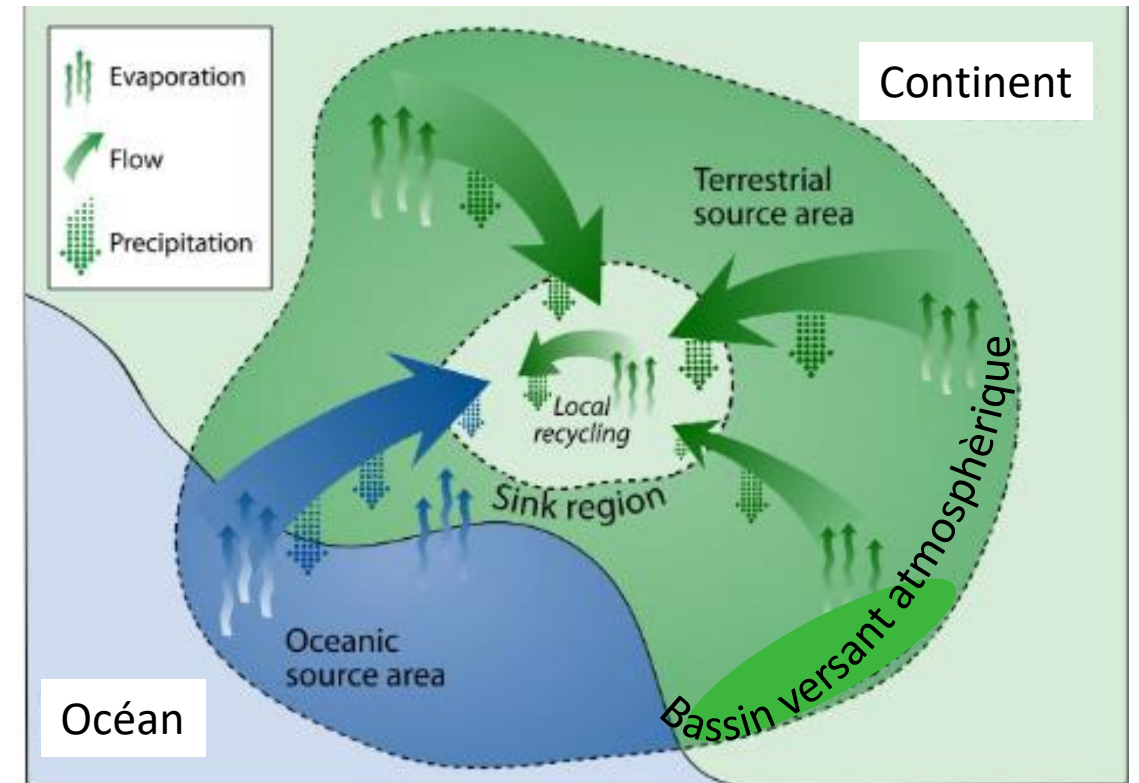 Evaporation
Flow
Precipitation
Continent
Terrestrial
source area
Local
recycling
Sink region
Oceanic
source area
Océan
Bassin versant atmosphèrique